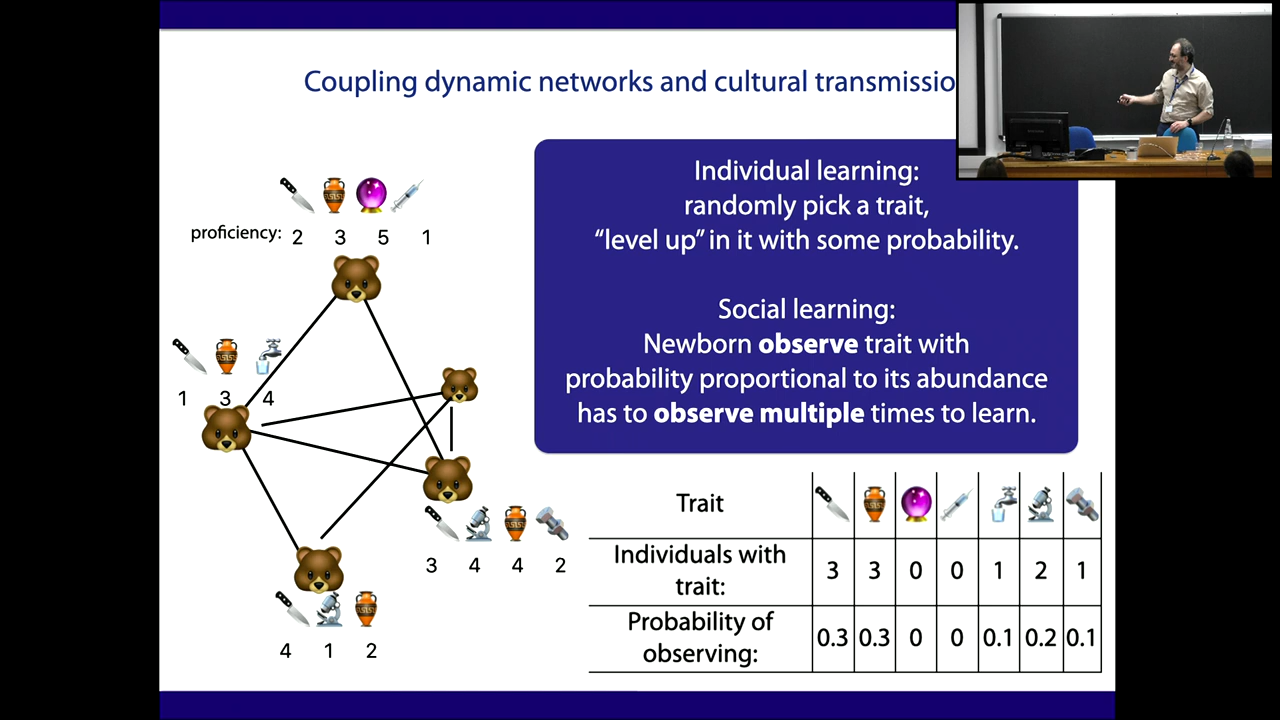 Coupling dynamic networks and cultural transmissio
Individual learning:
randomly pick a trait,
“level up” in it with some probability.
Social learning:
Newborn observe trait with
probability proportional to its abundance
has to observe multiple times to learn.
proficiency: 2 3 5 1
1 3 4
3 4 4 2
4 1 2
Trait
Individuals with
trait: 3 3 0 0 1 2 1
Probability of
observing: 0.3 0.3 0 0 0.1 0.2 0.1